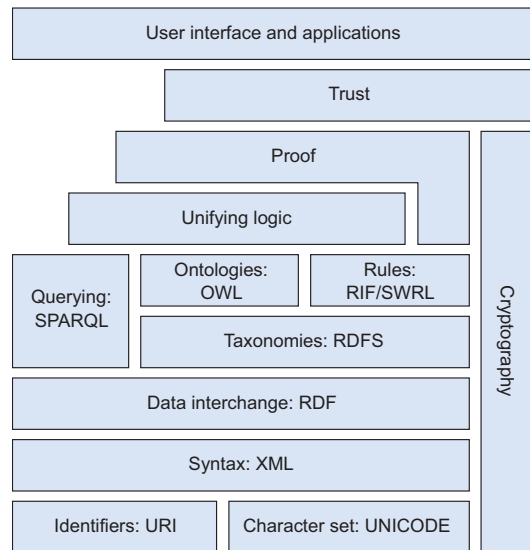 User interface and applications
Trust
Proof
Unifying logic
Querying:
SPARQL
Ontologies:
OWL
Rules:
RIF/SWRL
Taxonomies: RDFS
Cryptography
Data interchange: RDF
Syntax: XML
Identifiers: URI
Character set: UNICODE